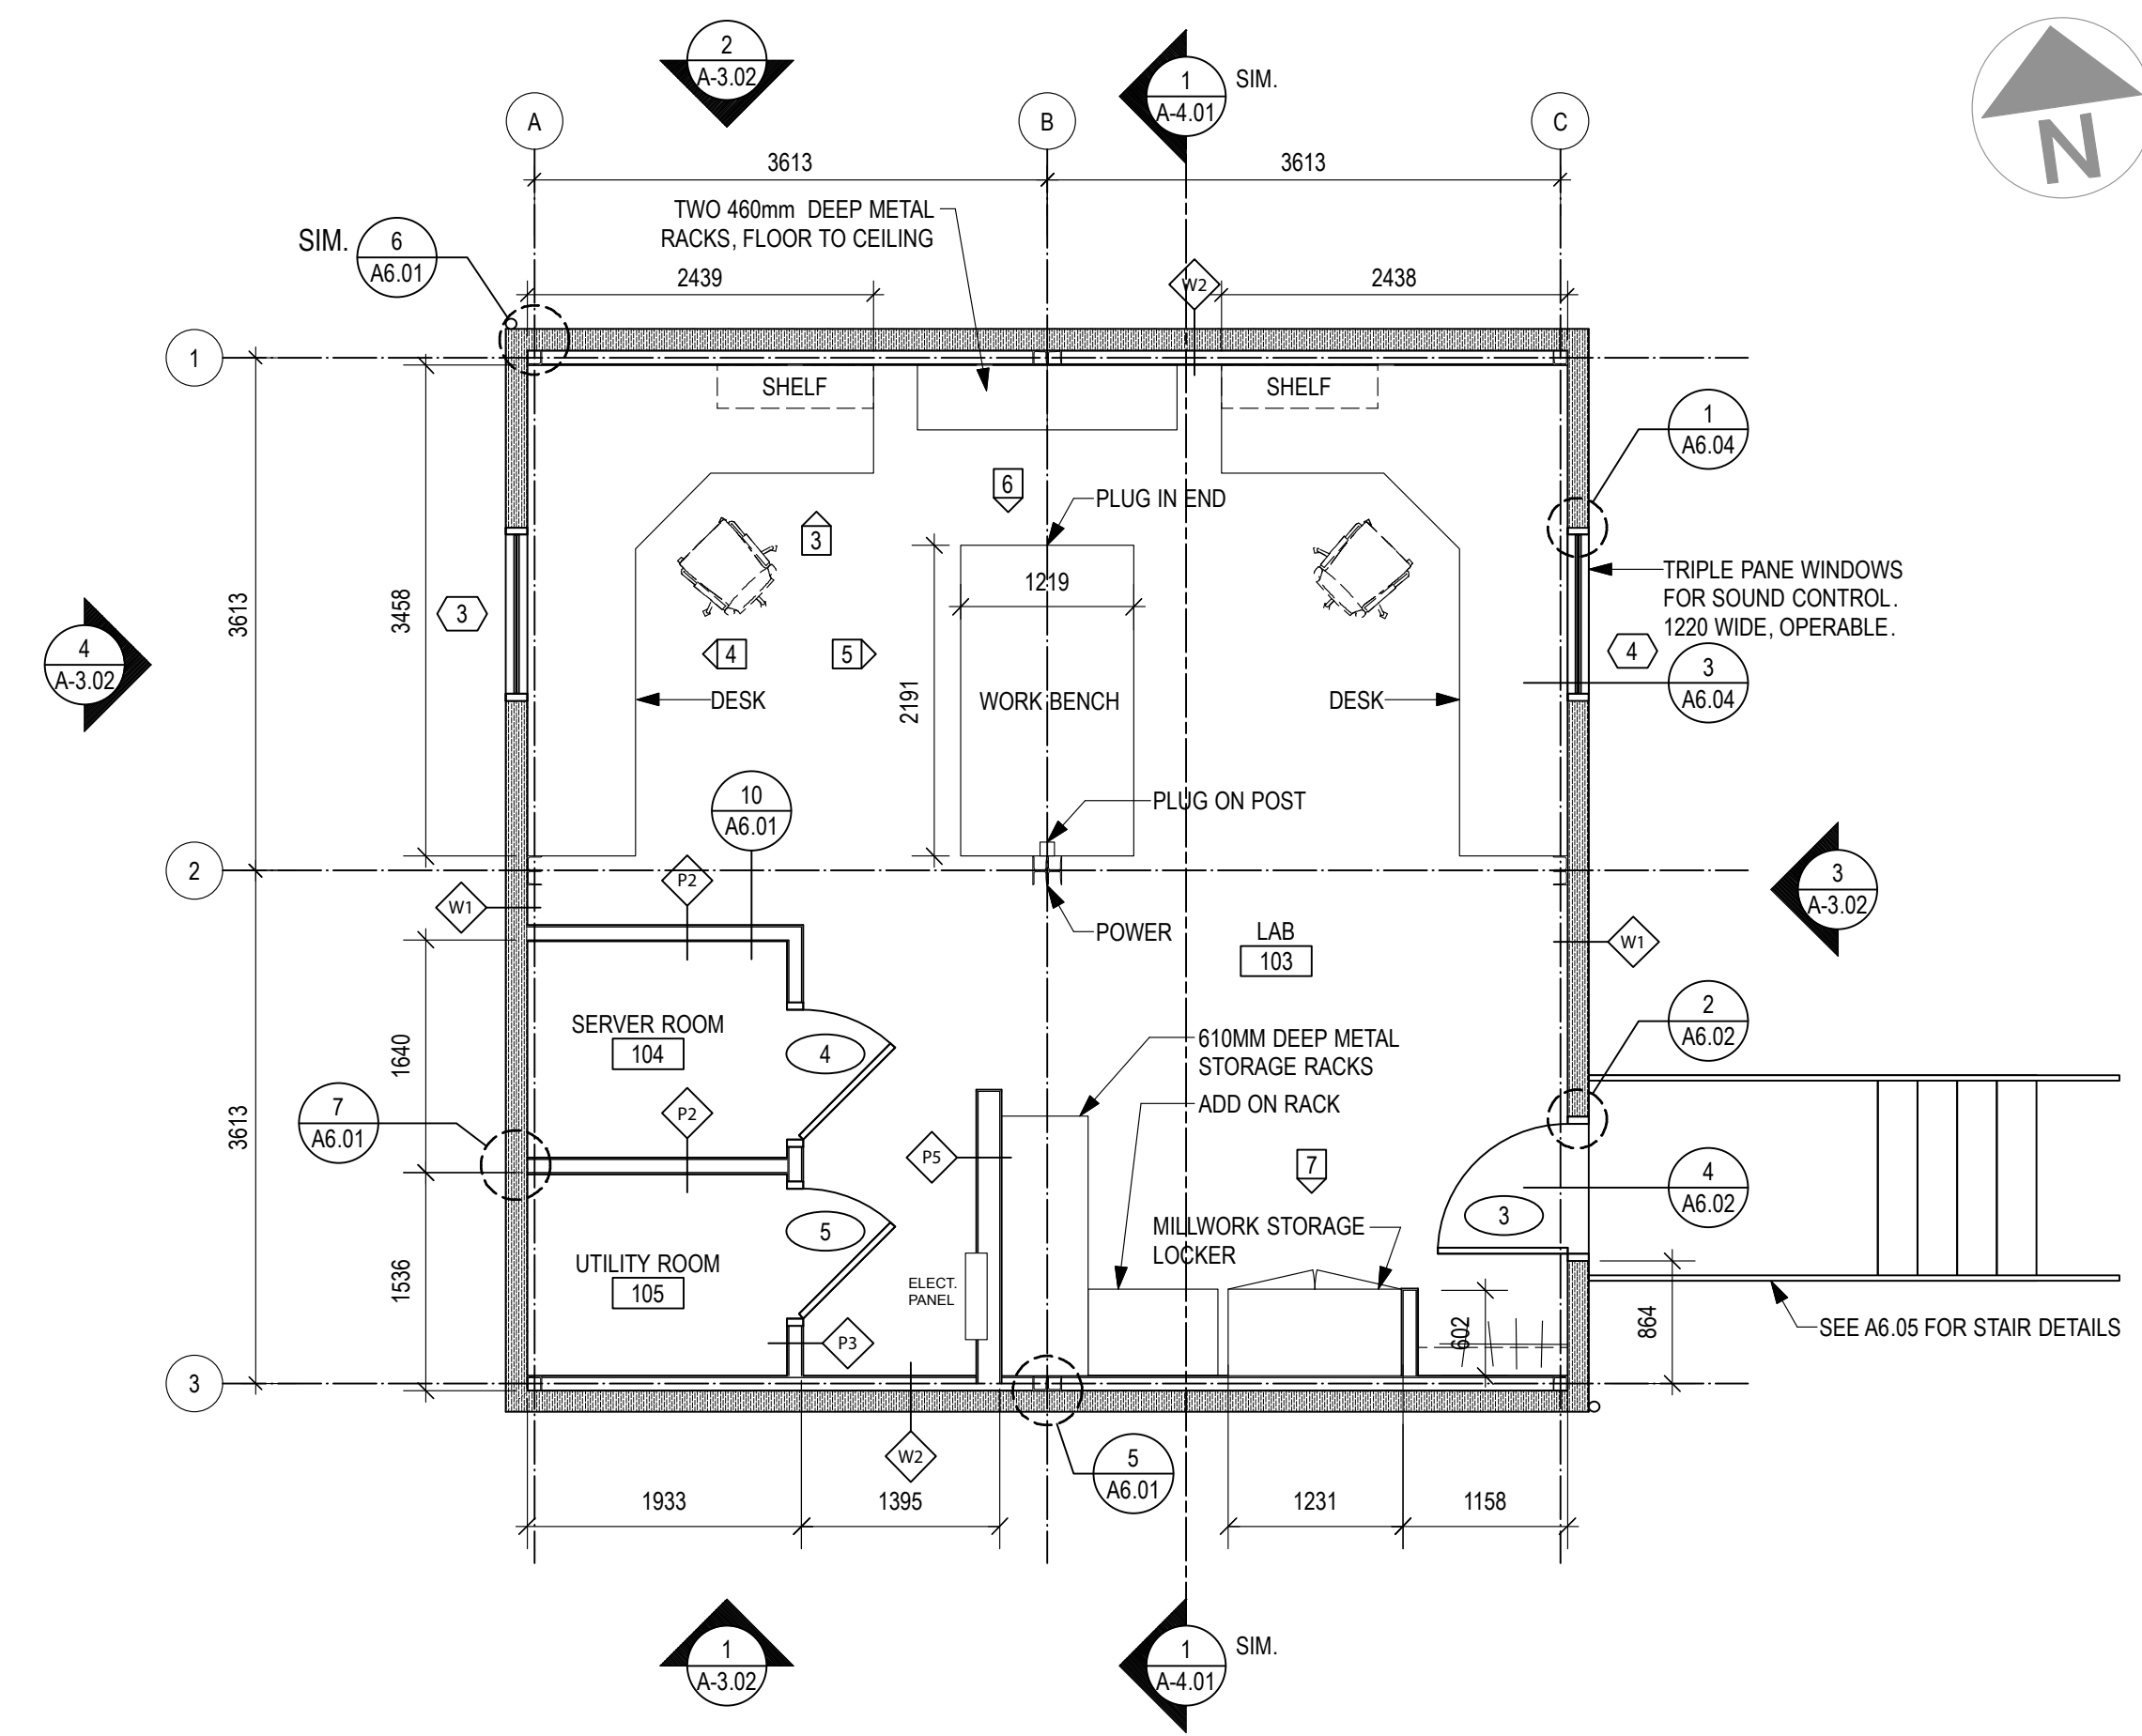 2
A-3.02
1
A-4.01
SIM.
N
A
B
C
3613
3613
TWO 460mm DEEP METAL
RACKS, FLOOR TO CEILING
SIM.
6
A6.01
2439
W2
2438
1
SHELF
SHELF
1
A6.04
6
PLUG IN END
3
1219
TRIPLE PANE WINDOWS
FOR SOUND CONTROL.
1220 WIDE, OPERABLE.
3613
3458
3
4
5
4
4
A-3.02
3
A6.04
DESK
2191
WORK BENCH
DESK
10
A6.01
PLUG ON POST
2
P2
W1
3
A-3.02
POWER
LAB
103
W1
SERVER ROOM
104
4
2
A6.02
610MM DEEP METAL
STORAGE RACKS
1640
3613
7
A6.01
P2
ADD ON RACK
P5
7
4
A6.02
5
3
MILLWORK STORAGE
LOCKER
UTILITY ROOM
105
1536
ELECT.
PANEL
602
864
SEE A6.05 FOR STAIR DETAILS
P3
3
W2
5
A6.01
1933
1395
1231
1158
1
A-3.02
1
A-4.01
SIM.